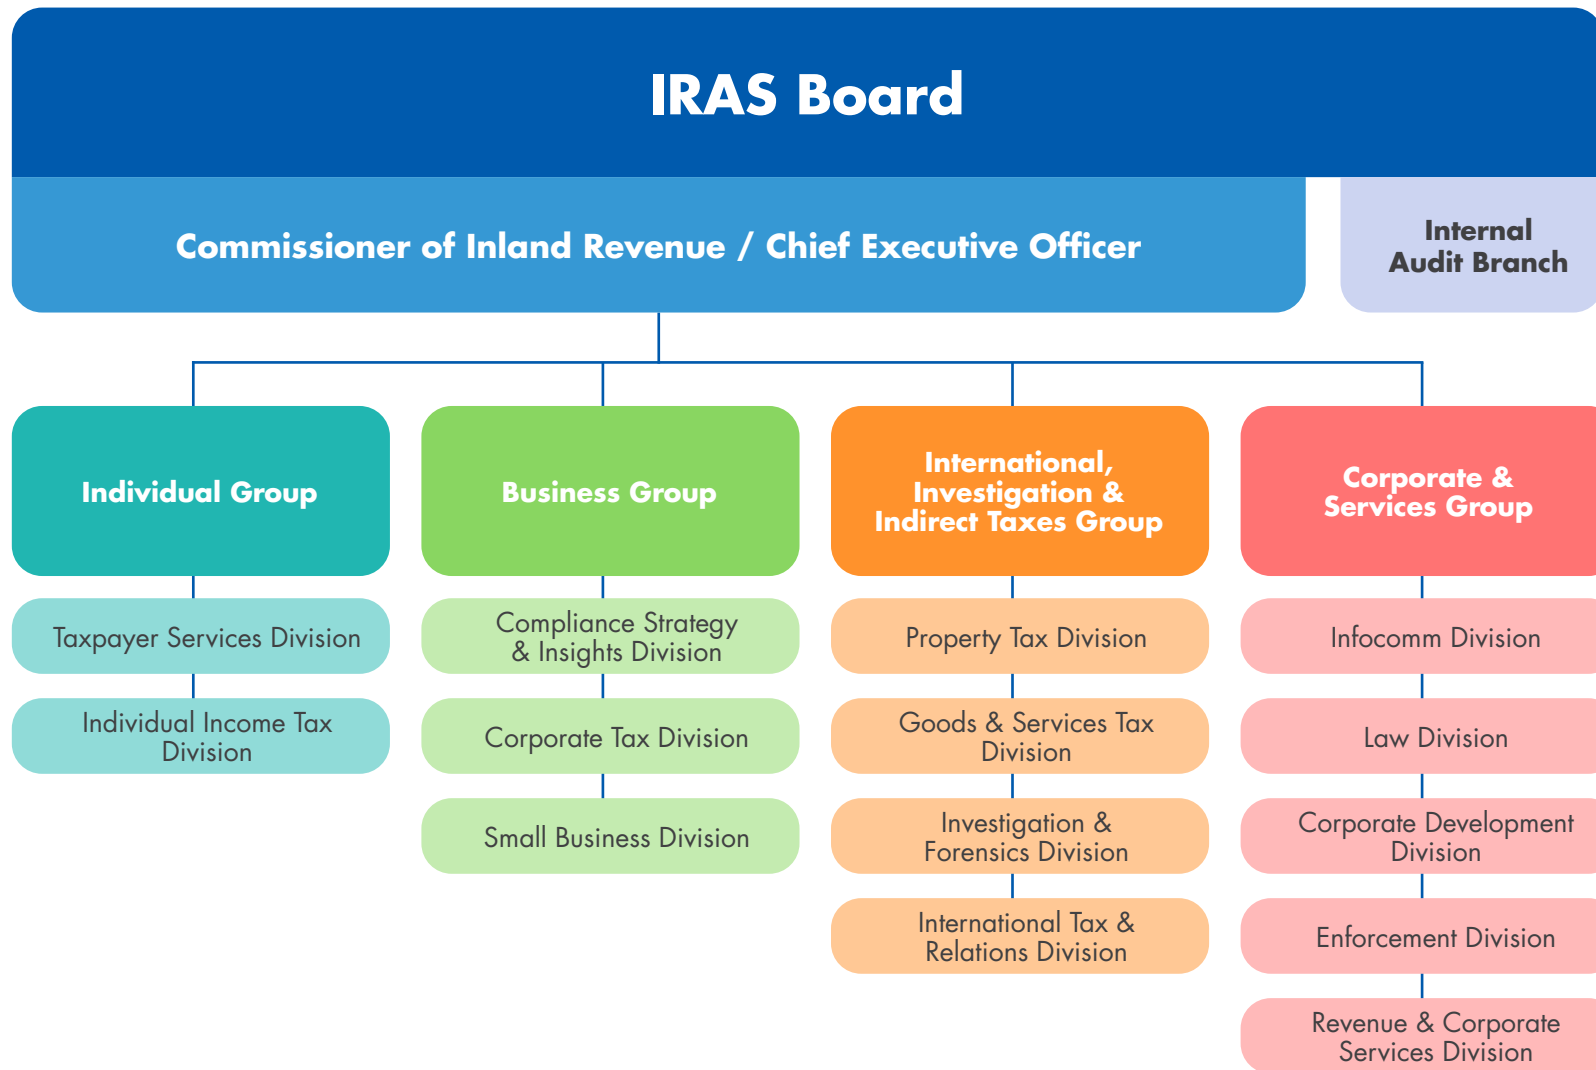 IRAS Board
Commissioner of Inland Revenue / Chief Executive Officer
Internal
Audit Branch
Individual Group
Business Group
International,
Investigation &
Indirect Taxes Group
Corporate &
Services Group
Taxpayer Services Division
Individual Income Tax
Division
Compliance Strategy
& Insights Division
Corporate Tax Division
Small Business Division
Property Tax Division
Goods & Services Tax
Division
Investigation &
Forensics Division
International Tax &
Relations Division
Infocomm Division
Law Division
Corporate Development
Division
Enforcement Division
Revenue & Corporate
Services Division